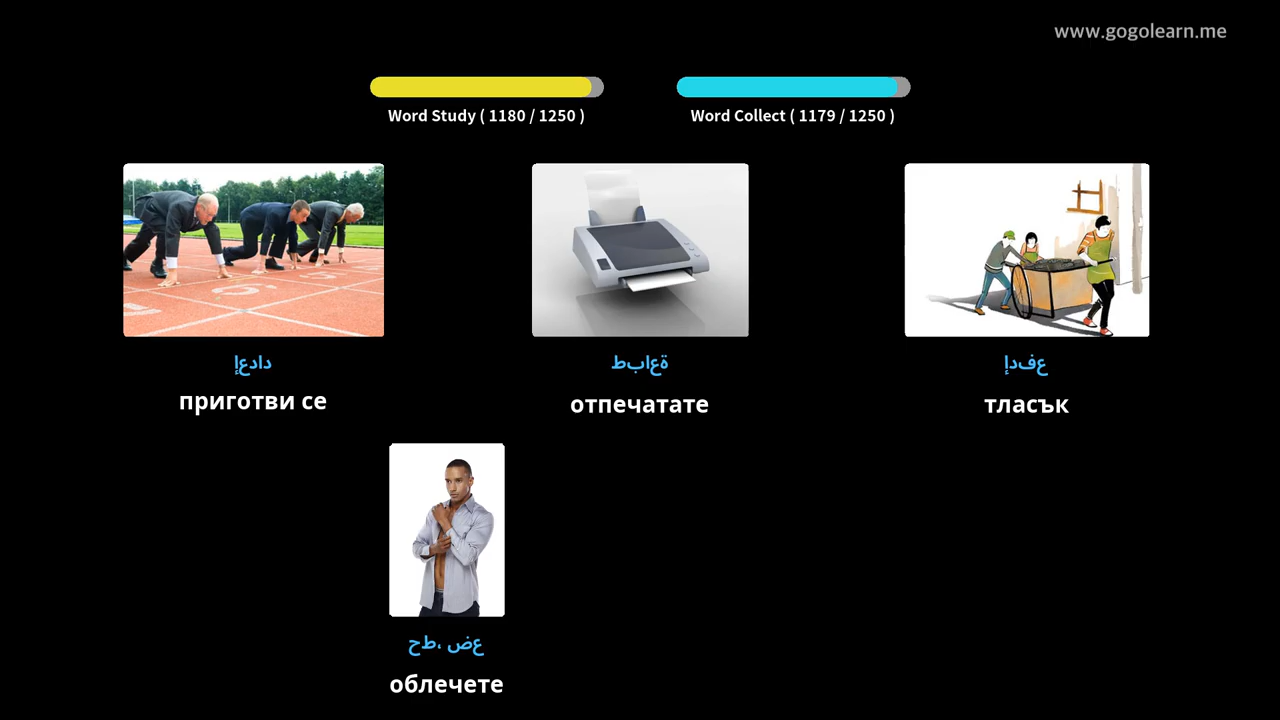 www.gogolearn.me
Word Study ( 1180 / 1250 )
Word Collect ( 1179 / 1250 )
إعداد
приготви се
طباعة
отпечатате
إدفع
тласък
حط، ضع
облечете